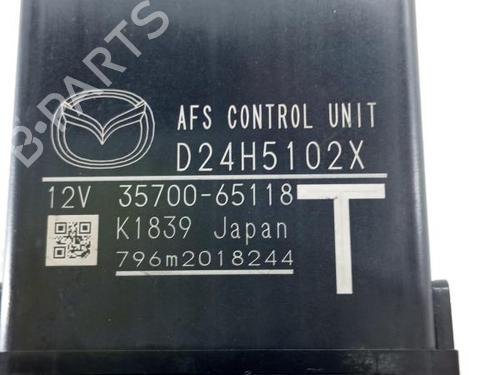 AFS CONTROL UNIT
D24H5102X
12V 35700-65118
K1839 Japan
796m2018244
T
B-PARTS